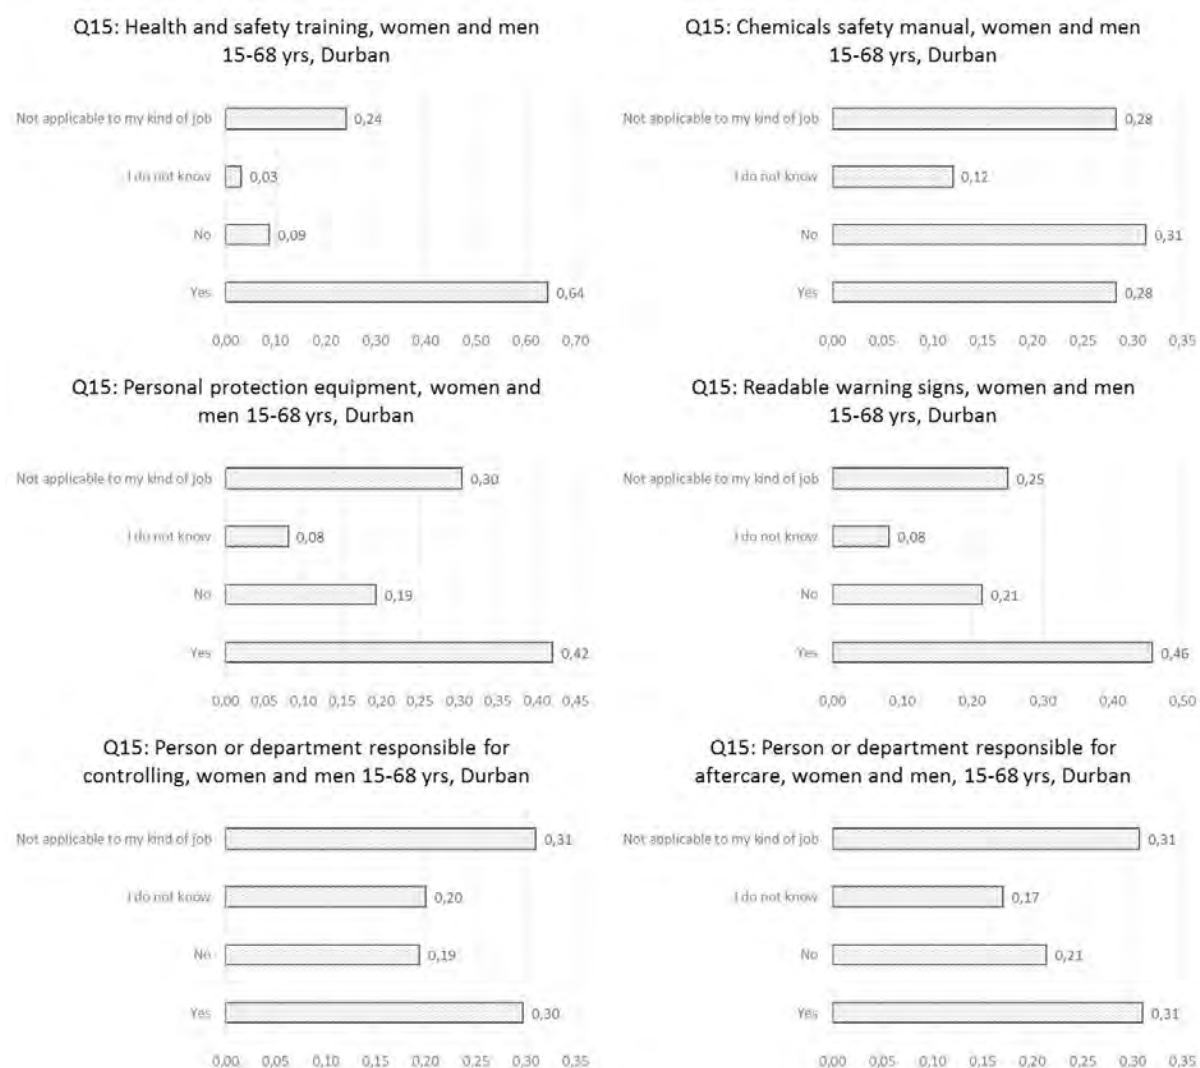 Q15: Health and safety training, women and men
15-68 yrs, Durban
Not applicable to my kind of job
0,24
I do not know
0,03
No
0,09
Yes
0,64
0,00 0,10 0,20 0,30 0,40 0,50 0,60 0,70
Q15: Chemicals safety manual, women and men
15-68 yrs, Durban
Not applicable to my kind of job
0,28
I do not know
0,12
No
0,31
Yes
0,28
0,00 0,05 0,10 0,15 0,20 0,25 0,30 0,35
Q15: Personal protection equipment, women and
men 15-68 yrs, Durban
Not applicable to my kind of job
0,30
I do not know
0,08
No
0,19
Yes
0,42
0,00 0,05 0,10 0,15 0,20 0,25 0,30 0,35 0,40 0,45
Q15: Readable warning signs, women and men
15-68 yrs, Durban
Not applicable to my kind of job
0,25
I do not know
0,08
No
0,21
Yes
0,46
0,00 0,10 0,20 0,30 0,40 0,50
Q15: Person or department responsible for
controlling, women and men 15-68 yrs, Durban
Not applicable to my kind of job
0,31
I do not know
0,20
No
0,19
Yes
0,30
0,00 0,05 0,10 0,15 0,20 0,25 0,30 0,35
Q15: Person or department responsible for
aftercare, women and men, 15-68 yrs, Durban
Not applicable to my kind of job
0,31
I do not know
0,17
No
0,21
Yes
0,31
0,00 0,05 0,10 0,15 0,20 0,25 0,30 0,35